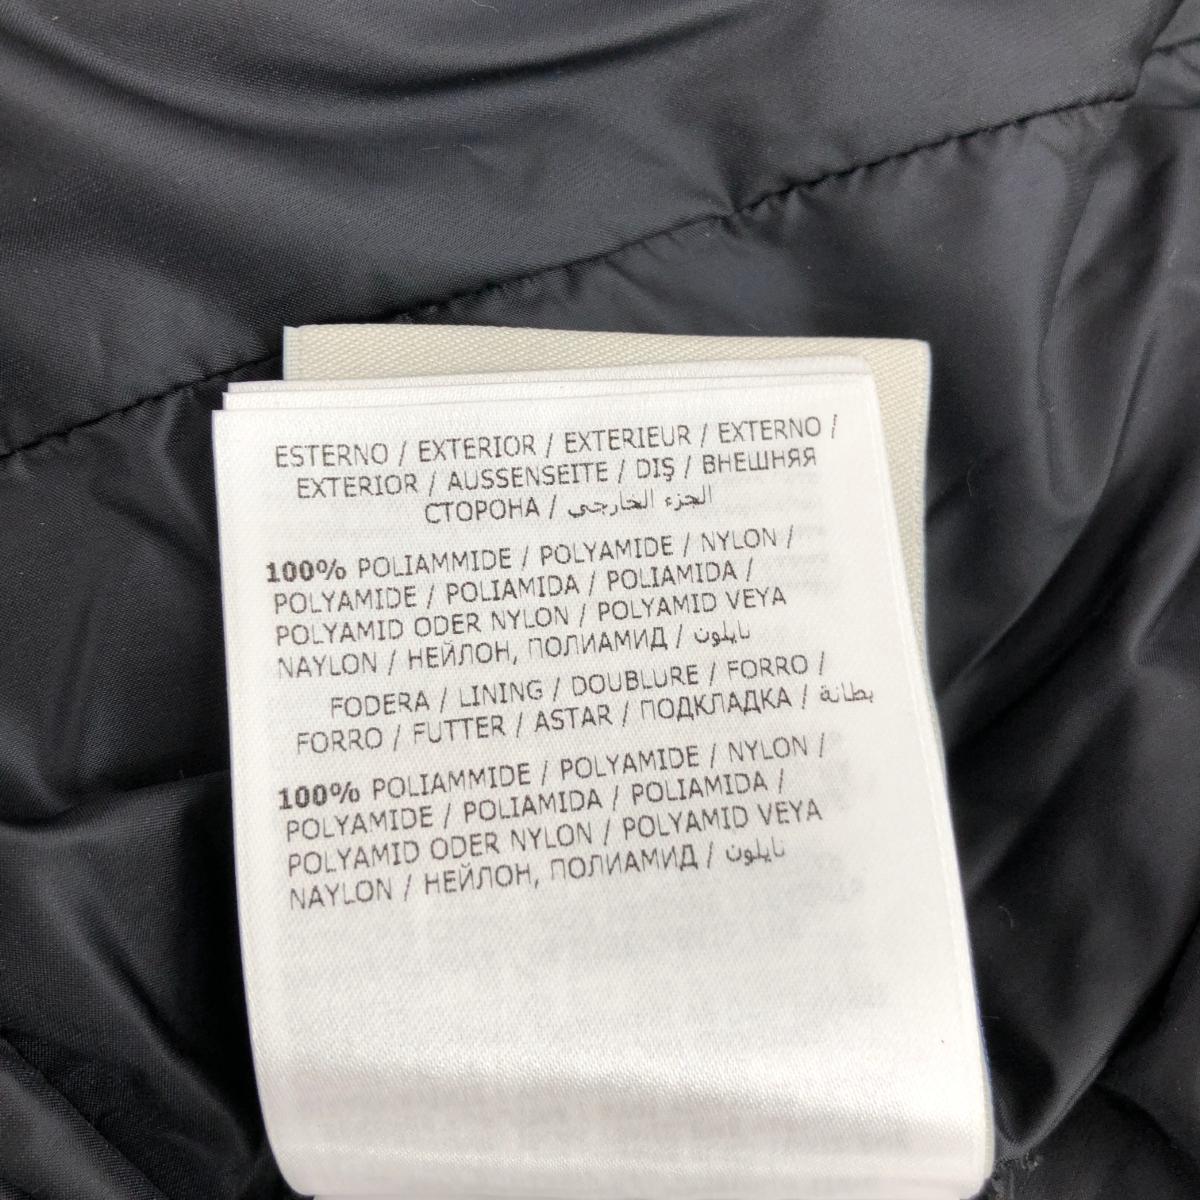 ESTERNO / EXTERIOR / EXTERIEUR / EXTERNO /
EXTERIOR / AUSSENSEITE / DIŞ / ВНЕШНЯЯ
СТОРОНА / الجزء الخارجي
100% POLIAMMIDE / POLYAMIDE / NYLON /
POLYAMIDE / POLIAMIDA / POLIAMIDA /
POLYAMID ODER NYLON / POLYAMID VEYA
NAYLON / НЕЙЛОН, ПОЛИАМИД / نايلون
FODERA / LINING / DOUBLURE / FORRO /
FORRO / FUTTER / ASTAR / ПОДКЛАДКА / بطانة
100% POLIAMMIDE / POLYAMIDE / NYLON /
POLYAMIDE / POLIAMIDA / POLIAMIDA /
POLYAMID ODER NYLON / POLYAMID VEYA
NAYLON / НЕЙЛОН, ПОЛИАМИД / نايلون